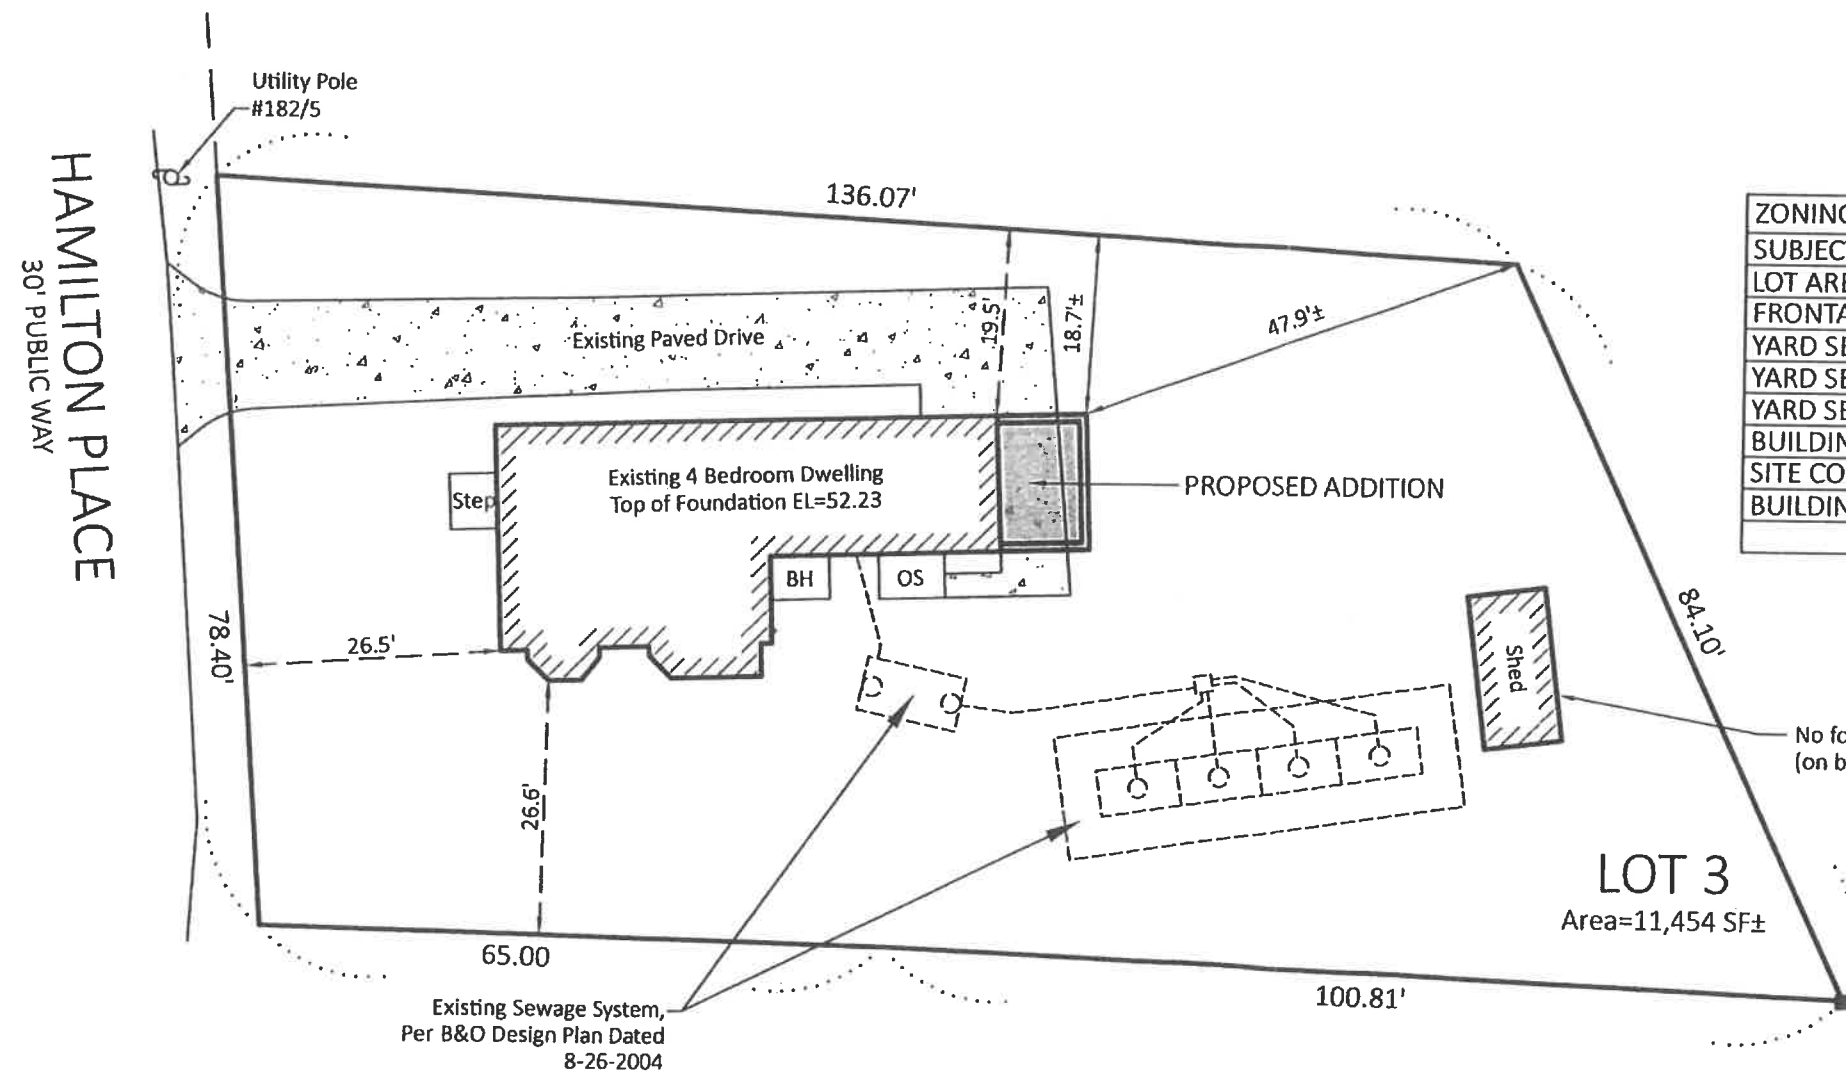 Utility Pole
#182/5
HAMILTON PLACE
30' PUBLIC WAY
136.07'
19.5'
18.7'±
47.9'±
Existing Paved Drive
Existing 4 Bedroom Dwelling
Top of Foundation EL=52.23
Step
PROPOSED ADDITION
BH
OS
78.40'
26.5'
26.6'
84.10'
Shed
No fo
(on b
LOT 3
Area=11,454 SF±
65.00
100.81'
Existing Sewage System,
Per B&O Design Plan Dated
8-26-2004
ZONING
SUBJEC
LOT ARE
FRONTA
YARD SE
YARD SE
YARD SE
BUILDIN
SITE CO
BUILDIN